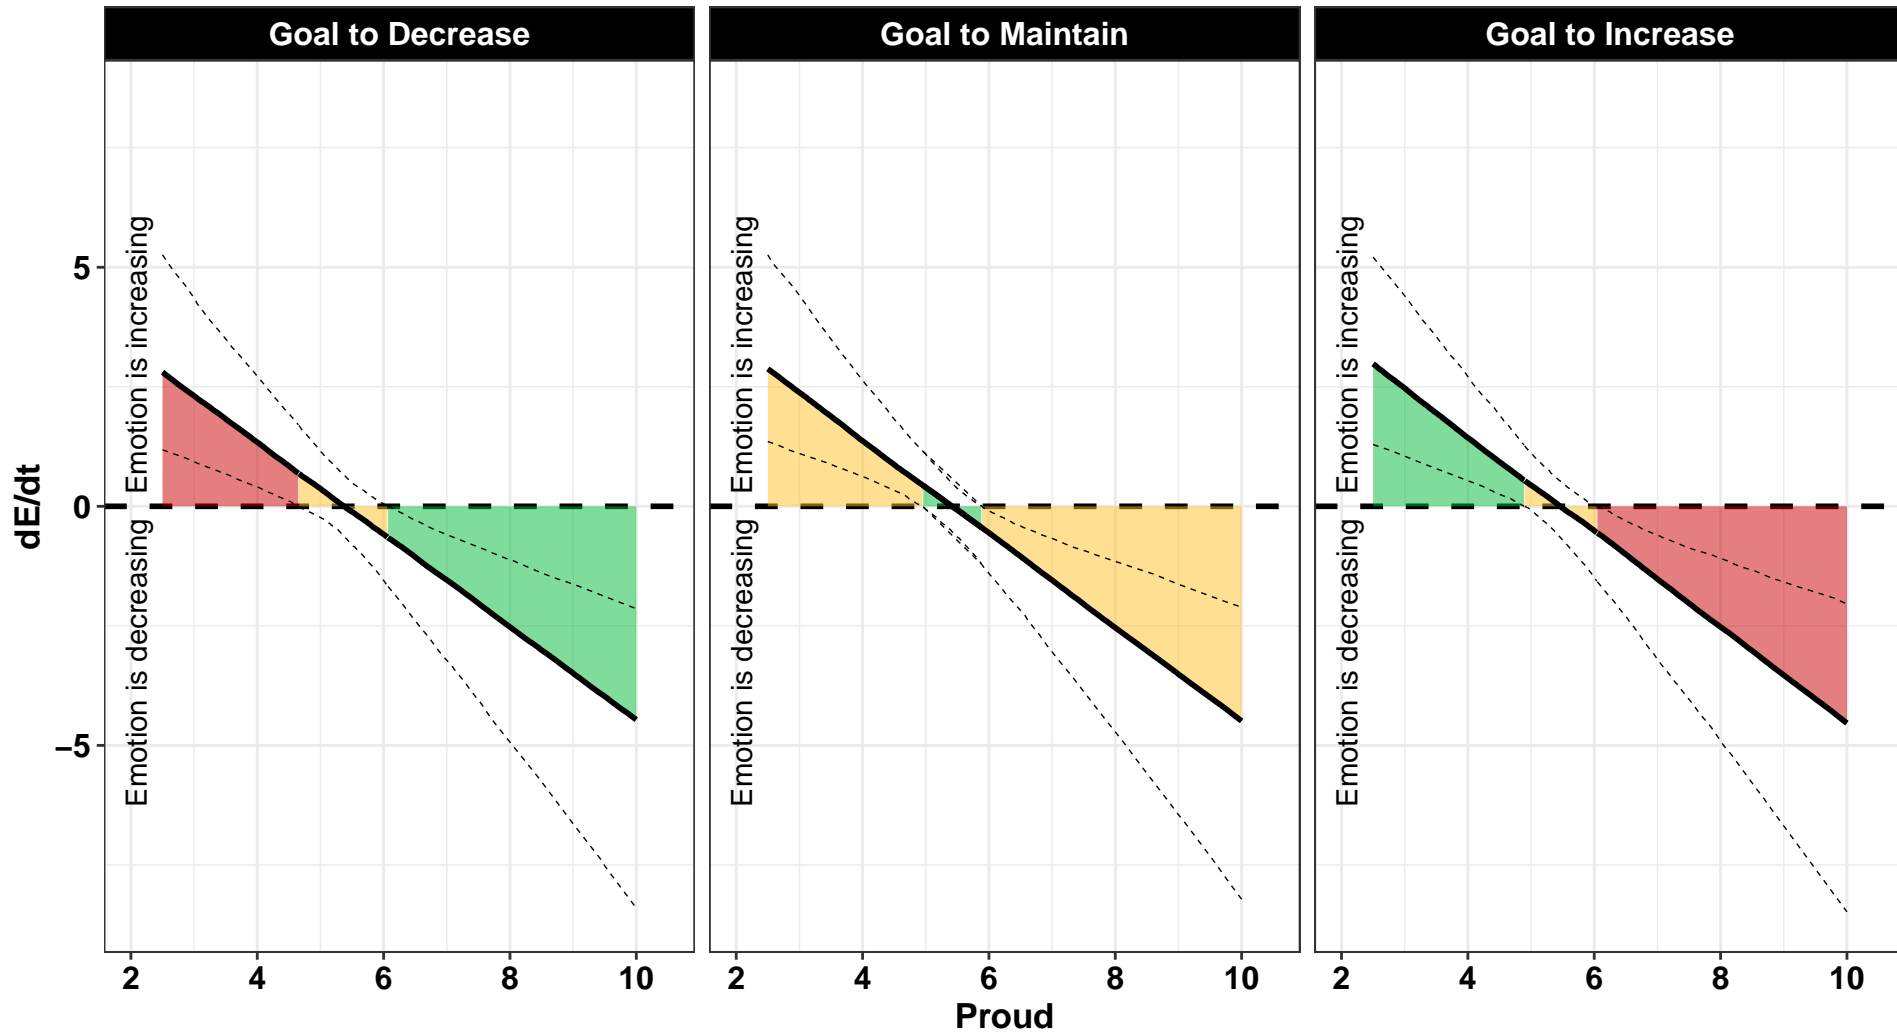 Goal to Decrease
Goal to Maintain
Goal to Increase
dE/dt
5
0
−5
Emotion is increasing
Emotion is decreasing
Emotion is increasing
Emotion is decreasing
Emotion is increasing
Emotion is decreasing
2 4 6 8 10
2 4 6 8 10
2 4 6 8 10
Proud